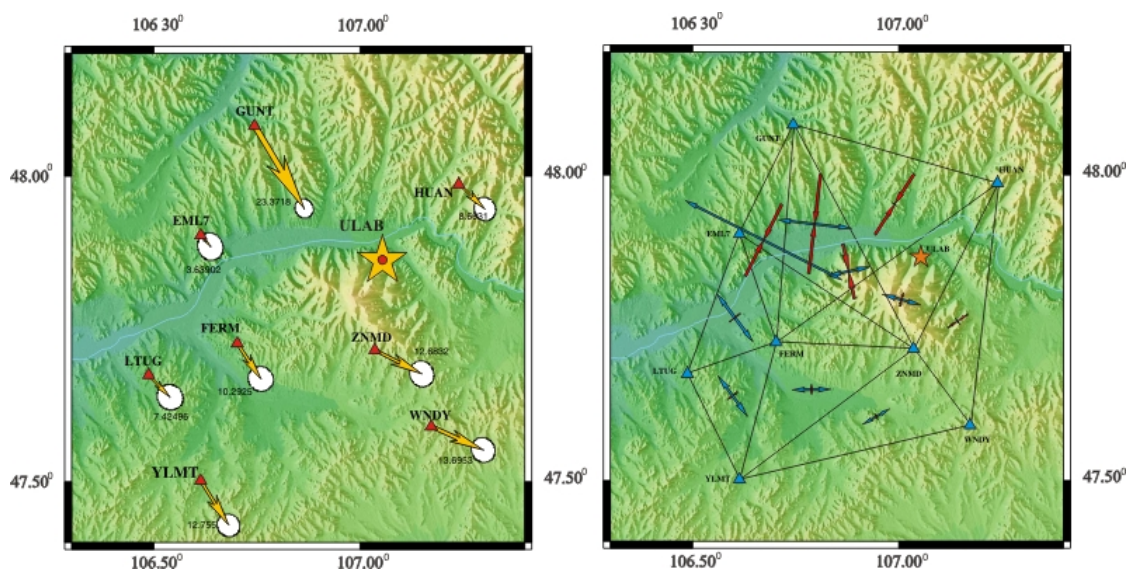 106.50⁰ 107.00⁰
GUNT
23.3718
48.00⁰
HUAN
EML7
3.63902
ULAB
FERM
10.2925
ZNMD
12.6832
LTUG
7.42496
WNDY
13.6953
YLMT
12.755
47.50⁰
106.50⁰ 107.00⁰
106.50⁰ 107.00⁰
GUNT
48.00⁰
48.00⁰
HUAN
EML7
ULAB
FERM
ZNMD
LTUG
WNDY
YLMT
47.50⁰
47.50⁰
106.50⁰ 107.00⁰